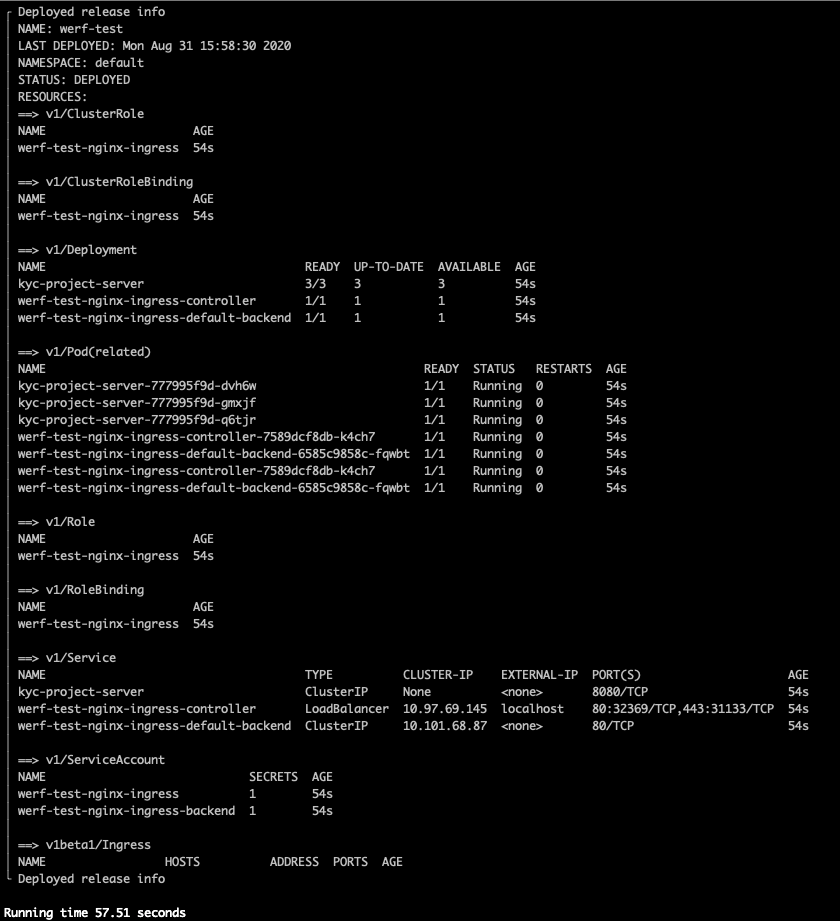 Deployed release info
NAME: werf-test
LAST DEPLOYED: Mon Aug 31 15:58:30 2020
NAMESPACE: default
STATUS: DEPLOYED
RESOURCES:
==> v1/ClusterRole
NAME AGE
werf-test-nginx-ingress 54s
==> v1/ClusterRoleBinding
NAME AGE
werf-test-nginx-ingress 54s
==> v1/Deployment
NAME READY UP-TO-DATE AVAILABLE AGE
kyc-project-server 3/3 3 3 54s
werf-test-nginx-ingress-controller 1/1 1 1 54s
werf-test-nginx-ingress-default-backend 1/1 1 1 54s
==> v1/Pod(related)
NAME READY STATUS RESTARTS AGE
kyc-project-server-777995f9d-dvh6w 1/1 Running 0 54s
kyc-project-server-777995f9d-gmxjf 1/1 Running 0 54s
kyc-project-server-777995f9d-q6tjr 1/1 Running 0 54s
werf-test-nginx-ingress-controller-7589dcf8db-k4ch7 1/1 Running 0 54s
werf-test-nginx-ingress-default-backend-6585c9858c-fqwbt 1/1 Running 0 54s
werf-test-nginx-ingress-controller-7589dcf8db-k4ch7 1/1 Running 0 54s
werf-test-nginx-ingress-default-backend-6585c9858c-fqwbt 1/1 Running 0 54s
==> v1/Role
NAME AGE
werf-test-nginx-ingress 54s
==> v1/RoleBinding
NAME AGE
werf-test-nginx-ingress 54s
==> v1/Service
NAME TYPE CLUSTER-IP EXTERNAL-IP PORT(S) AGE
kyc-project-server ClusterIP None <none> 8080/TCP 54s
werf-test-nginx-ingress-controller LoadBalancer 10.97.69.145 localhost 80:32369/TCP,443:31133/TCP 54s
werf-test-nginx-ingress-default-backend ClusterIP 10.101.68.87 <none> 80/TCP 54s
==> v1/ServiceAccount
NAME SECRETS AGE
werf-test-nginx-ingress 1 54s
werf-test-nginx-ingress-backend 1 54s
==> v1beta1/Ingress
NAME HOSTS ADDRESS PORTS AGE
Deployed release info
Running time 57.51 seconds